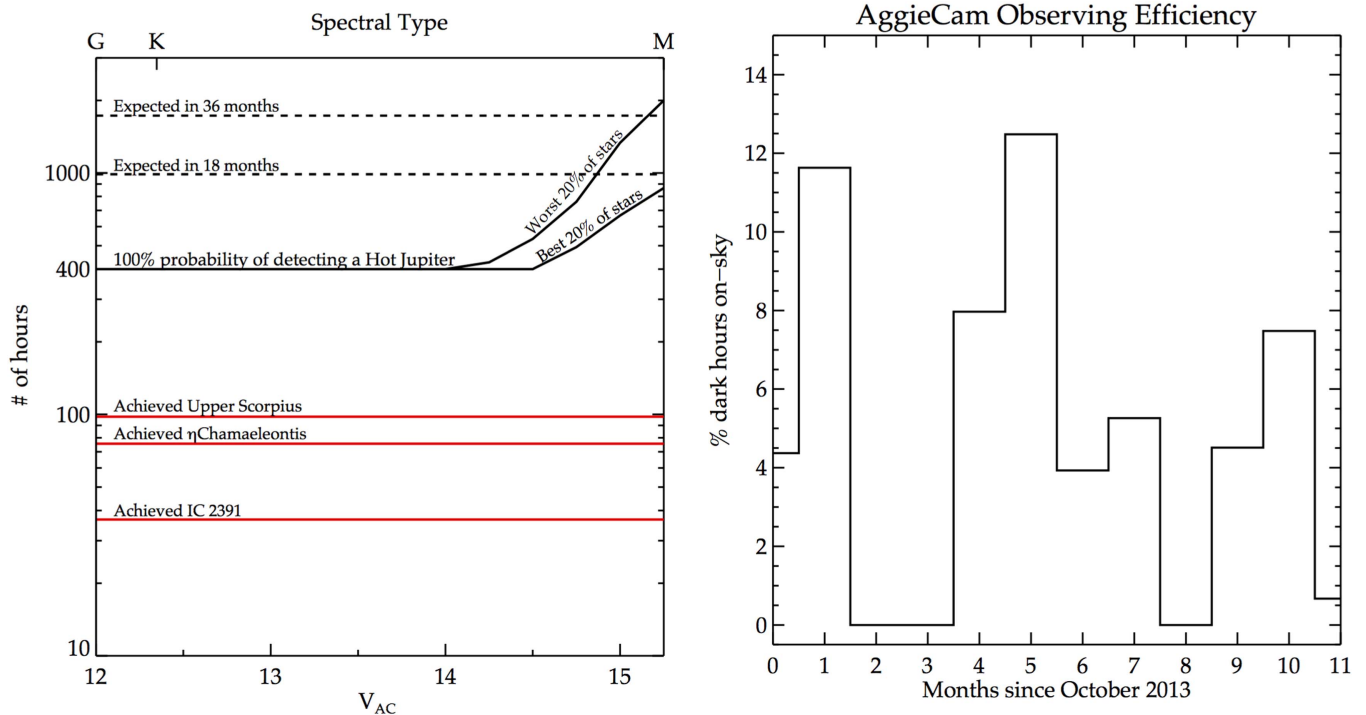 Spectral Type
G K M
Expected in 36 months
Expected in 18 months
1000
Worst 20% of stars
Best 20% of stars
100% probability of detecting a Hot Jupiter
400
# of hours
Achieved Upper Scorpius
100
Achieved ηChamaeleontis
Achieved IC 2391
10
12 13 14 15
V_AC
AggieCam Observing Efficiency
14
12
10
8
6
4
2
0
% dark hours on-sky
0 1 2 3 4 5 6 7 8 9 10 11
Months since October 2013